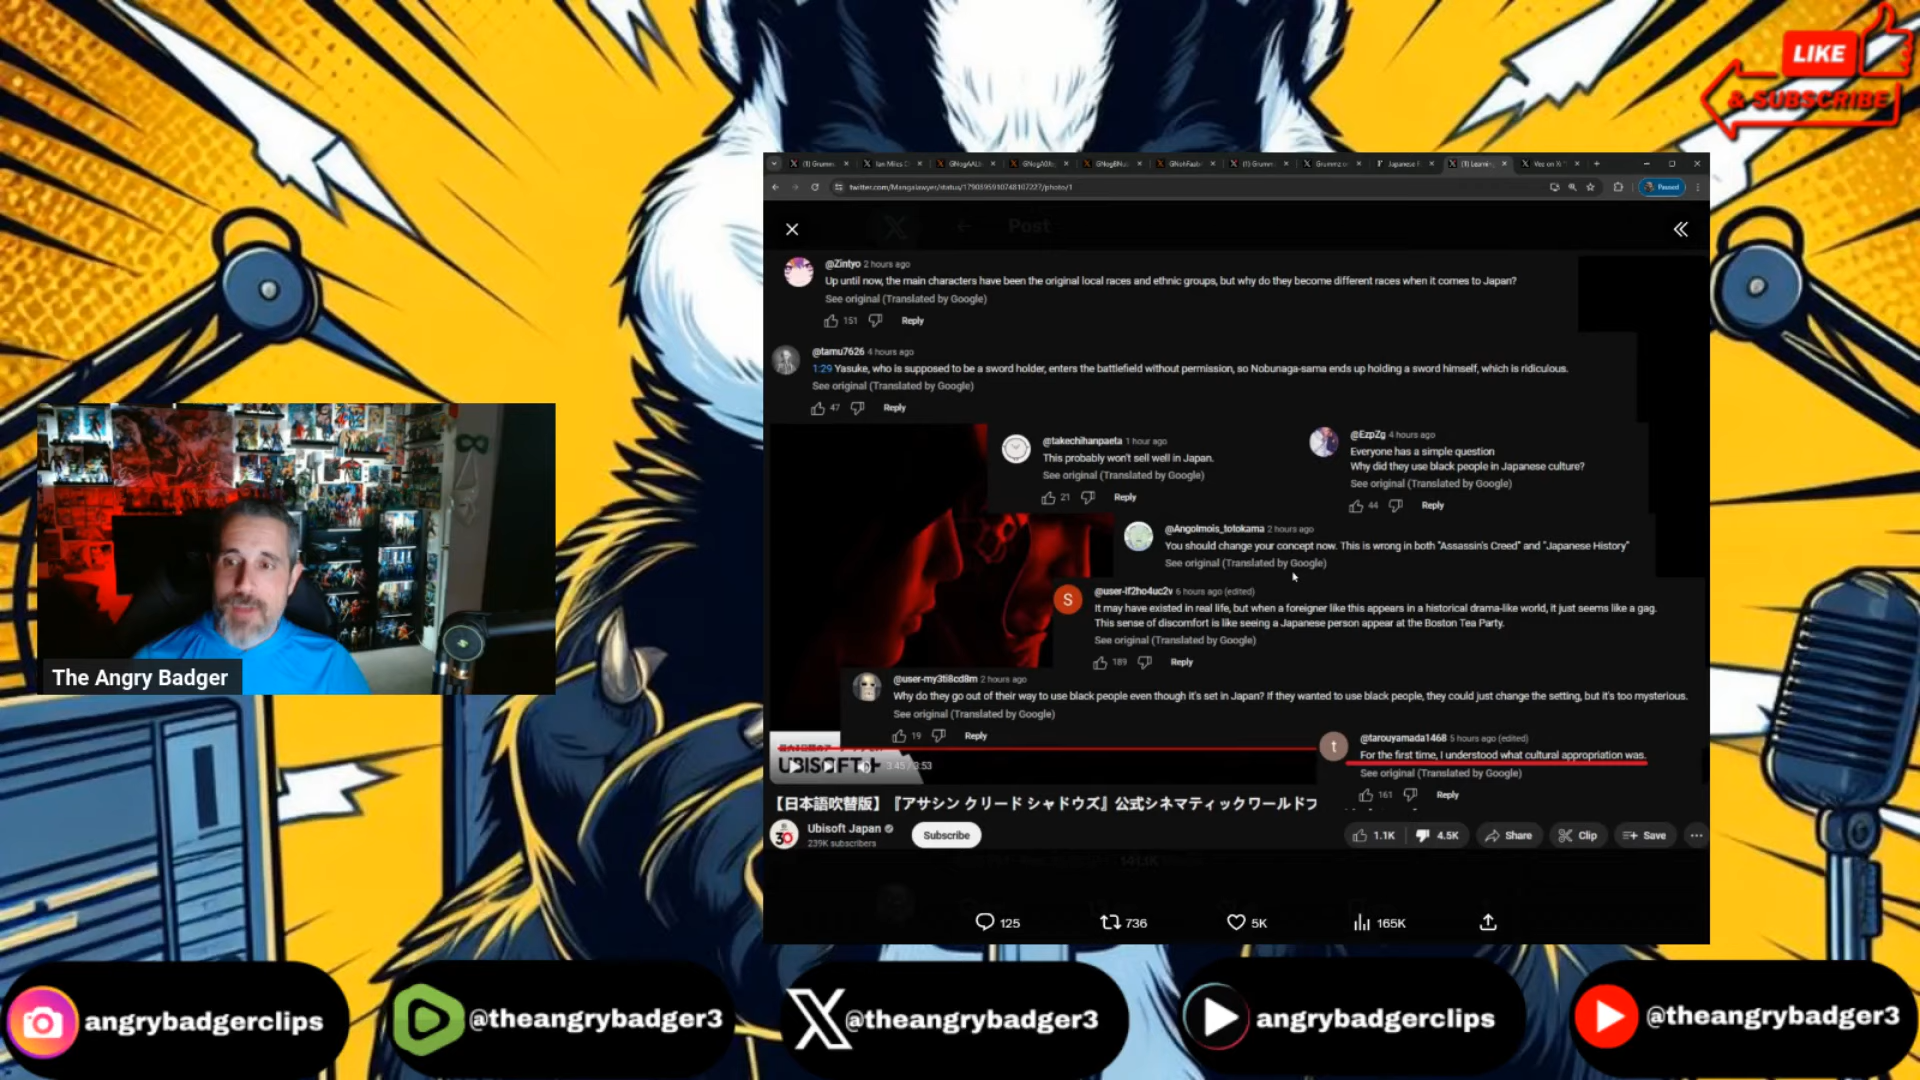 LIKE
& SUBSCRIBE
twitter.com/Mangalawyer/status/1790395910748107227/photo/1
Paused
Post
@Zintyo 2 hours ago
Up until now, the main characters have been the original local races and ethnic groups, but why do they become different races when it comes to Japan?
See original (Translated by Google)
151
Reply
@tamu7626 4 hours ago
1:29 Yasuke, who is supposed to be a sword holder, enters the battlefield without permission, so Nobunaga-sama ends up holding a sword himself, which is ridiculous.
See original (Translated by Google)
47
Reply
@takechihanpaeta 1 hour ago
This probably won't sell well in Japan.
See original (Translated by Google)
21
Reply
@EzpZg 4 hours ago
Everyone has a simple question
Why did they use black people in Japanese culture?
See original (Translated by Google)
44
Reply
@Angolmois_totokama 2 hours ago
You should change your concept now. This is wrong in both "Assassin's Creed" and "Japanese History"
See original (Translated by Google)
S
@user-lf2ho4uc2v 6 hours ago (edited)
It may have existed in real life, but when a foreigner like this appears in a historical drama-like world, it just seems like a gag.
This sense of discomfort is like seeing a Japanese person appear at the Boston Tea Party.
See original (Translated by Google)
189
Reply
@user-my3ti8cd8m 2 hours ago
Why do they go out of their way to use black people even though it's set in Japan? If they wanted to use black people, they could just change the setting, but it's too mysterious.
See original (Translated by Google)
19
Reply
t
@tarouyamada1468 5 hours ago (edited)
For the first time, I understood what cultural appropriation was.
See original (Translated by Google)
161
Reply
UBISOFT+
3:45 / 3:53
【日本語吹替版】『アサシン クリード シャドウズ』公式シネマティックワールドプ
30
Ubisoft Japan
239K subscribers
Subscribe
1.1K
4.5K
Share
Clip
Save
125
736
5K
165K
The Angry Badger
angrybadgerclips
@theangrybadger3
@theangrybadger3
angrybadgerclips
@theangrybadger3